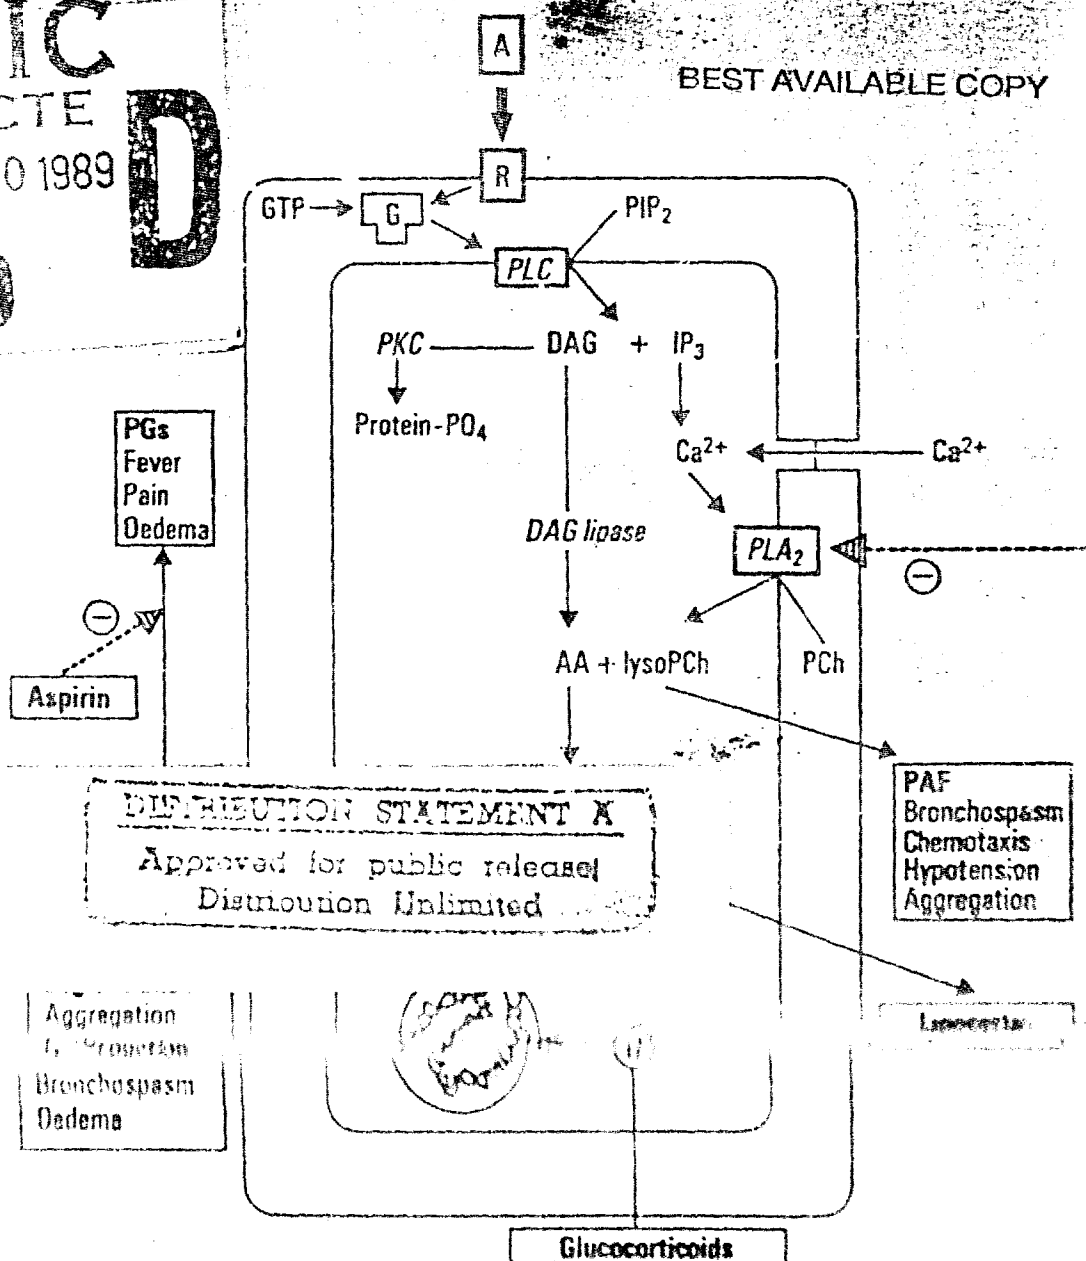 IC
CTE
0 1989
D
BEST AVAILABLE COPY
A
R
GTP
G
PIP₂
PLC
PKC
DAG + IP₃
Protein-PO₄
Ca²⁺
Ca²⁺
PGs
Fever
Pain
Oedema
DAG lipase
PLA₂
−
−
Aspirin
AA + lysoPCh
PCh
PAF
Bronchospasm
Chemotaxis
Hypotension
Aggregation
DISTRIBUTION STATEMENT A
Approved for public release
Distribution Unlimited
Aggregation
Bronchospasm
Oedema
Glucocorticoids